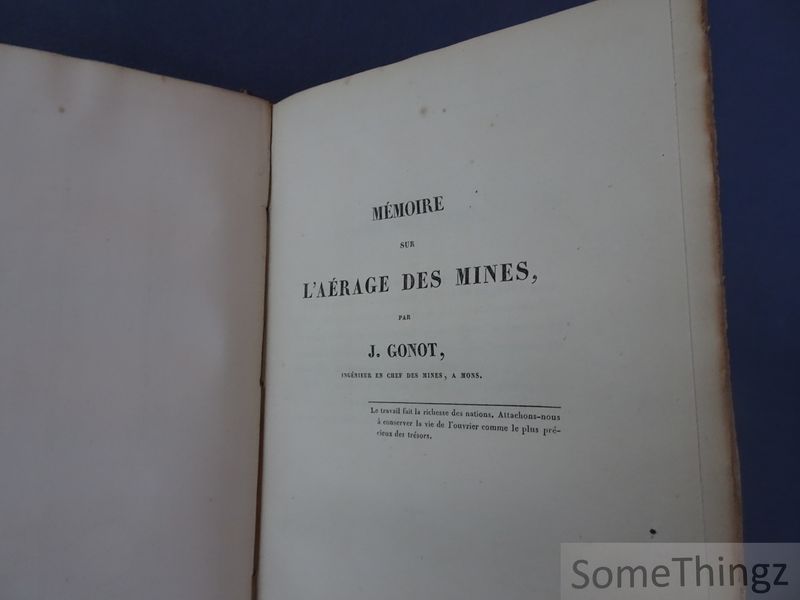 MÉMOIRE
SUR
L'AÉRAGE DES MINES,
PAR
J. GONOT,
INGÉNIEUR EN CHEF DES MINES, A MONS.
Le travail fait la richesse des nations. Attachons-nous
à conserver la vie de l'ouvrier comme le plus pré-
cieux des trésors.
SomeThingz